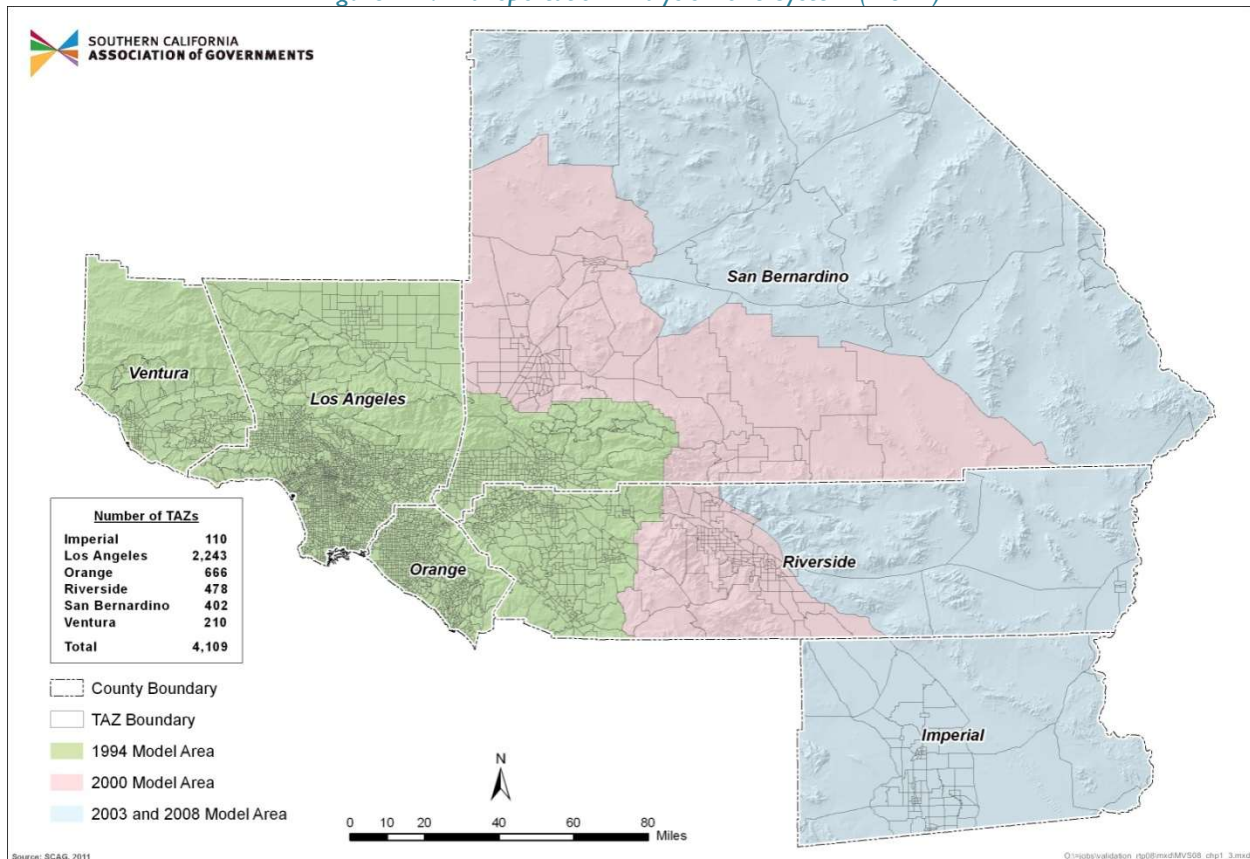 SOUTHERN CALIFORNIA
ASSOCIATION of GOVERNMENTS
San Bernardino
Ventura
Los Angeles
Orange
Riverside
Imperial
Number of TAZs
Imperial 110
Los Angeles 2,243
Orange 666
Riverside 478
San Bernardino 402
Ventura 210
Total 4,109
County Boundary
TAZ Boundary
1994 Model Area
2000 Model Area
2003 and 2008 Model Area
N
0 10 20 40 60 80
Miles
Source: SCAG, 2011